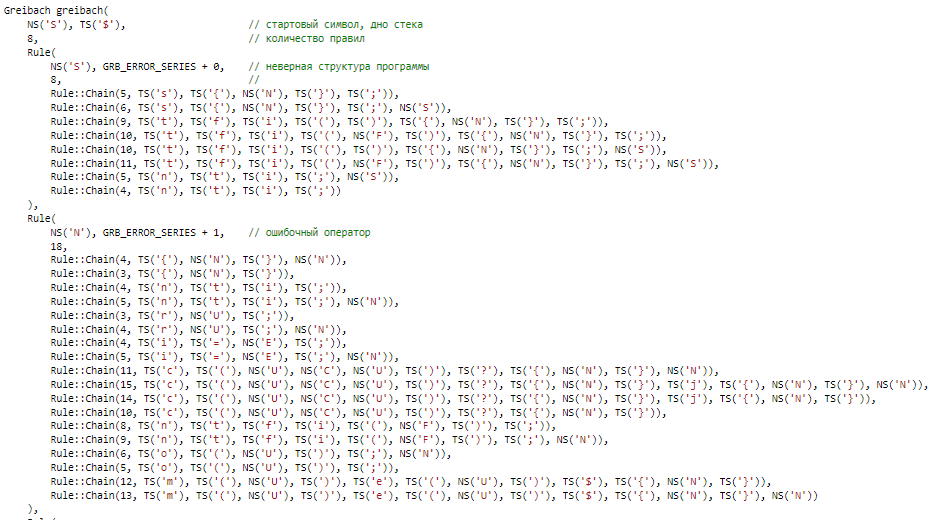 Greibach greibach(
    NS('S'), TS('$'),                    // стартовый символ, дно стека
    8,                                   // количество правил
    Rule(
        NS('S'), GRB_ERROR_SERIES + 0,   // неверная структура программы
        8,                               //
        Rule::Chain(5, TS('s'), TS('{'), NS('N'), TS('}'), TS(';')),
        Rule::Chain(6, TS('s'), TS('{'), NS('N'), TS('}'), TS(';'), NS('S')),
        Rule::Chain(9, TS('t'), TS('f'), TS('i'), TS('('), TS(')'), TS('{'), NS('N'), TS('}'), TS(';')),
        Rule::Chain(10, TS('t'), TS('f'), TS('i'), TS('('), NS('F'), TS(')'), TS('{'), NS('N'), TS('}'), TS(';')),
        Rule::Chain(10, TS('t'), TS('f'), TS('i'), TS('('), TS(')'), TS('{'), NS('N'), TS('}'), TS(';'), NS('S')),
        Rule::Chain(11, TS('t'), TS('f'), TS('i'), TS('('), NS('F'), TS(')'), TS('{'), NS('N'), TS('}'), TS(';'), NS('S')),
        Rule::Chain(5, TS('n'), TS('t'), TS('i'), TS(';'), NS('S')),
        Rule::Chain(4, TS('n'), TS('t'), TS('i'), TS(';'))
    ),
    Rule(
        NS('N'), GRB_ERROR_SERIES + 1,   // ошибочный оператор
        18,
        Rule::Chain(4, TS('{'), NS('N'), TS('}'), NS('N')),
        Rule::Chain(3, TS('{'), NS('N'), TS('}')),
        Rule::Chain(4, TS('n'), TS('t'), TS('i'), TS(';')),
        Rule::Chain(5, TS('n'), TS('t'), TS('i'), TS(';'), NS('N')),
        Rule::Chain(3, TS('r'), NS('U'), TS(';')),
        Rule::Chain(4, TS('r'), NS('U'), TS(';'), NS('N')),
        Rule::Chain(4, TS('i'), TS('='), NS('E'), TS(';')),
        Rule::Chain(5, TS('i'), TS('='), NS('E'), TS(';'), NS('N')),
        Rule::Chain(11, TS('c'), TS('('), NS('U'), NS('C'), NS('U'), TS(')'), TS('?'), TS('{'), NS('N'), TS('}'), NS('N')),
        Rule::Chain(15, TS('c'), TS('('), NS('U'), NS('C'), NS('U'), TS(')'), TS('?'), TS('{'), NS('N'), TS('}'), TS('j'), TS('{'), NS('N'), TS('}'), NS('N')),
        Rule::Chain(14, TS('c'), TS('('), NS('U'), NS('C'), NS('U'), TS(')'), TS('?'), TS('{'), NS('N'), TS('}'), TS('j'), TS('{'), NS('N'), TS('}')),
        Rule::Chain(10, TS('c'), TS('('), NS('U'), NS('C'), NS('U'), TS(')'), TS('?'), TS('{'), NS('N'), TS('}')),
        Rule::Chain(8, TS('n'), TS('t'), TS('f'), TS('i'), TS('('), NS('F'), TS(')'), TS(';')),
        Rule::Chain(9, TS('n'), TS('t'), TS('f'), TS('i'), TS('('), NS('F'), TS(')'), TS(';'), NS('N')),
        Rule::Chain(6, TS('o'), TS('('), NS('U'), TS(')'), TS(';'), NS('N')),
        Rule::Chain(5, TS('o'), TS('('), NS('U'), TS(')'), TS(';')),
        Rule::Chain(12, TS('m'), TS('('), NS('U'), TS(')'), TS('e'), TS('('), NS('U'), TS(')'), TS('$'), TS('{'), NS('N'), TS('}')),
        Rule::Chain(13, TS('m'), TS('('), NS('U'), TS(')'), TS('e'), TS('('), NS('U'), TS(')'), TS('$'), TS('{'), NS('N'), TS('}'), NS('N'))
    ),